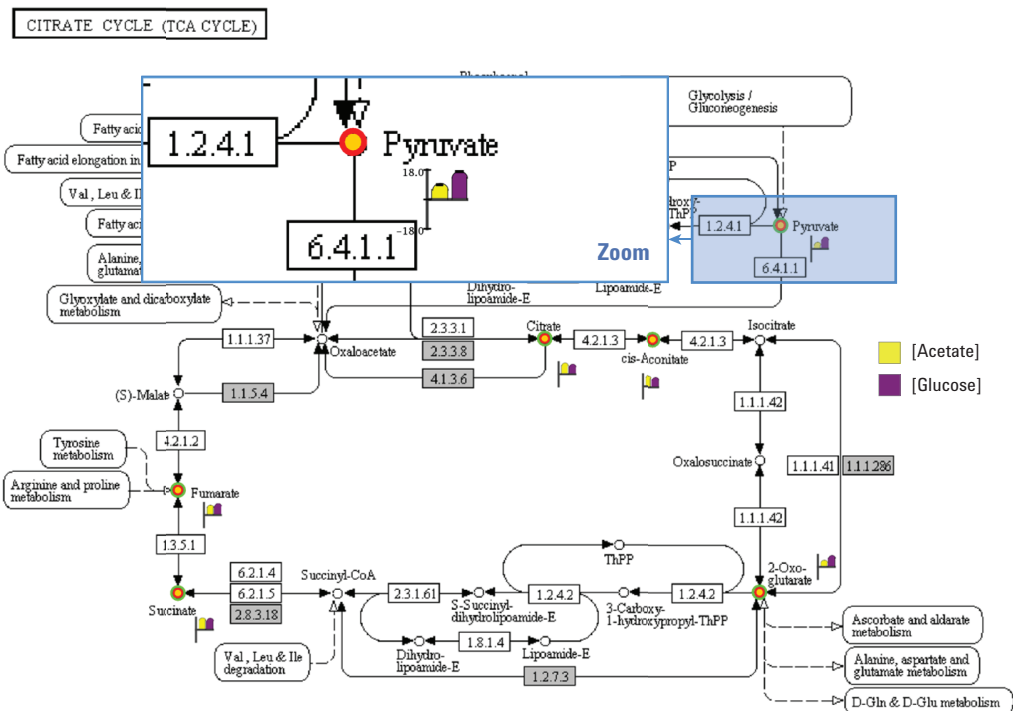 CITRATE CYCLE (TCA CYCLE)
Glycolysis /
Gluconeogenesis
Fatty acid
Fatty acid elongation in
Val, Leu & Ile
Fatty acid
Alanine,
glutamat
1.2.4.1
Pyruvate
18.0
-18.0
6.4.1.1
Zoom
droxy-
ThPP
1.2.4.1
Pyruvate
6.4.1.1
Glyoxylate and dicarboxylate
metabolism
Dihydro-
lipoamide-E
Lipoamide-E
1.1.1.37
Oxaloacetate
2.3.3.1
2.3.3.8
4.1.3.6
Citrate
4.2.1.3
cis-Aconitate
4.2.1.3
Isocitrate
[Acetate]
[Glucose]
(S)-Malate
1.1.5.4
1.1.1.42
4.2.1.2
Tyrosine
metabolism
Arginine and proline
metabolism
Fumarate
Oxalosuccinate
1.1.1.41
1.1.1.286
1.1.1.42
1.3.5.1
6.2.1.4
6.2.1.5
2.8.3.18
Succinate
Succinyl-CoA
2.3.1.61
S-Succinyl-
dihydrolipoamide-E
1.2.4.2
ThPP
3-Carboxy-
1-hydroxypropyl-ThPP
1.2.4.2
2-Oxo-
glutarate
Val, Leu & Ile
degradation
Dihydro-
lipoamide-E
1.8.1.4
Lipoamide-E
1.2.7.3
Ascorbate and aldarate
metabolism
Alanine, aspartate and
glutamate metabolism
D-Gln & D-Glu metabolism